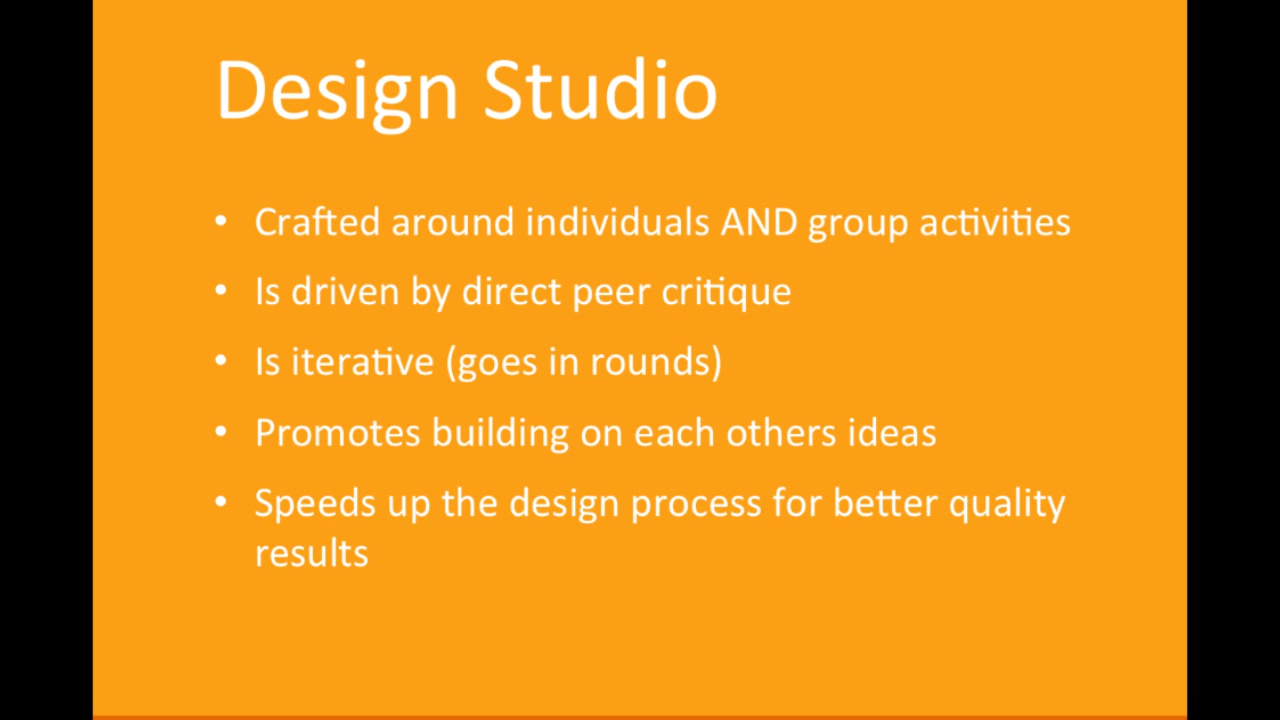 Design Studio
• Crafted around individuals AND group activities
• Is driven by direct peer critique
• Is iterative (goes in rounds)
• Promotes building on each others ideas
• Speeds up the design process for better quality
results